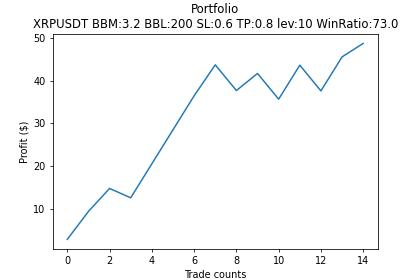 Portfolio
XRPUSDT BBM:3.2 BBL:200 SL:0.6 TP:0.8 lev:10 WinRatio:73.0
50
40
30
20
10
Profit ($)
0 2 4 6 8 10 12 14
Trade counts